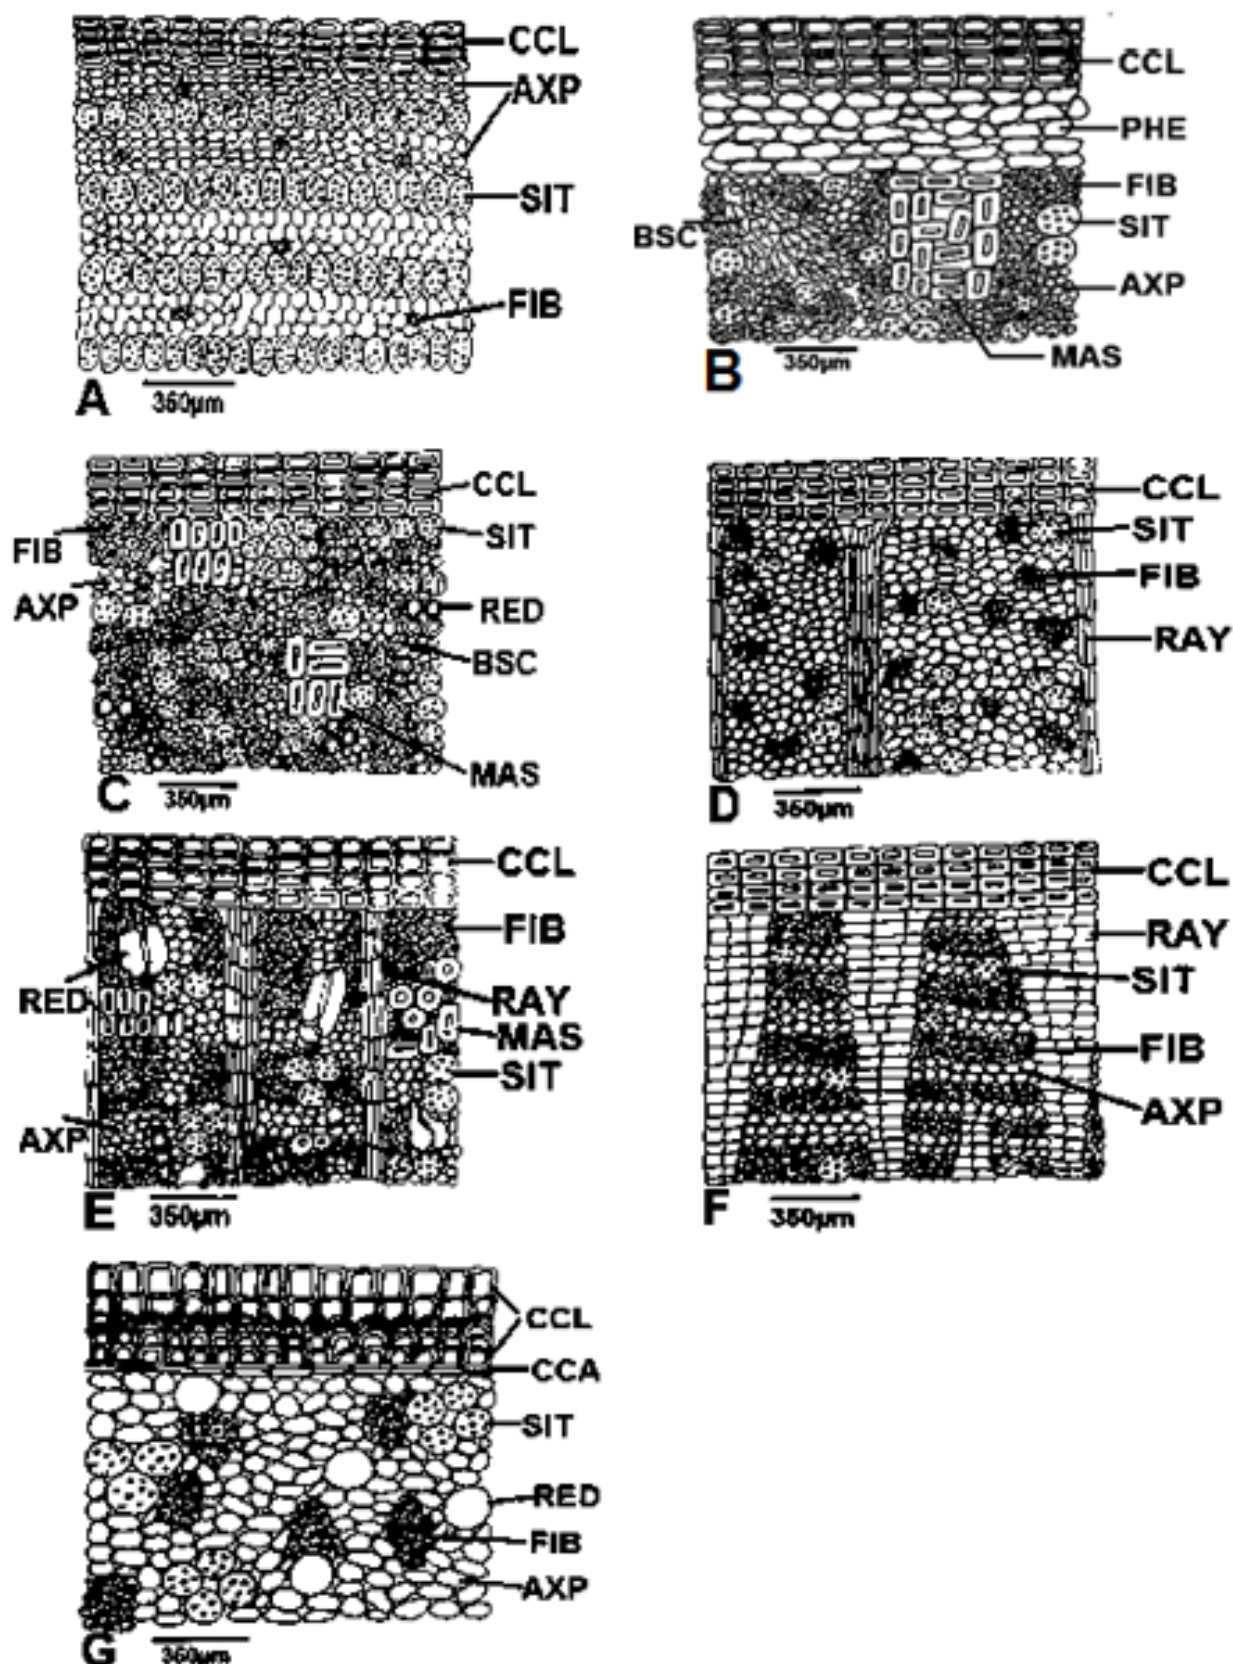 CCL
AXP
SIT
FIB
A
350µm
CCL
PHE
FIB
SIT
BSC
AXP
MAS
B
350µm
CCL
FIB
SIT
AXP
RED
BSC
MAS
C
350µm
CCL
SIT
FIB
RAY
D
350µm
CCL
FIB
RED
RAY
MAS
SIT
AXP
E
350µm
CCL
RAY
SIT
FIB
AXP
F
350µm
CCL
CCA
SIT
RED
FIB
AXP
G
350µm